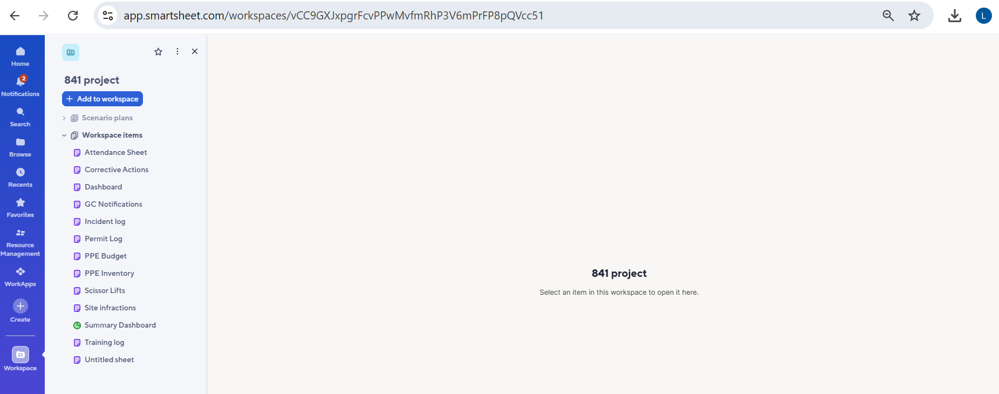 app.smartsheet.com/workspaces/vCC9GXJxpgrFcvPPwMvfmRhP3V6mPrFP8pQVcc51
L
Home
2
Notifications
Search
Browse
Recents
Favorites
Resource
Management
WorkApps
Create
Workspace
841 project
Add to workspace
Scenario plans
Workspace items
Attendance Sheet
Corrective Actions
Dashboard
GC Notifications
Incident log
Permit Log
PPE Budget
PPE Inventory
Scissor Lifts
Site infractions
Summary Dashboard
Training log
Untitled sheet
841 project
Select an item in this workspace to open it here.